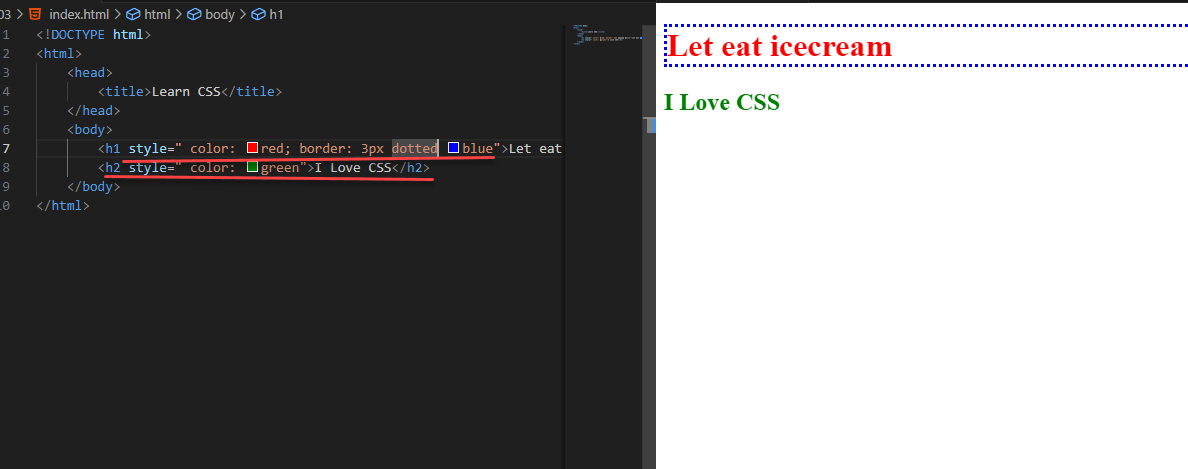 03 > index.html > html > body > h1
1 <!DOCTYPE html>
2 <html>
3 <head>
4 <title>Learn CSS</title>
5 </head>
6 <body>
7 <h1 style=" color: red; border: 3px dotted blue">Let eat
8 <h2 style=" color: green">I Love CSS</h2>
9 </body>
10 </html>
Let eat icecream
I Love CSS